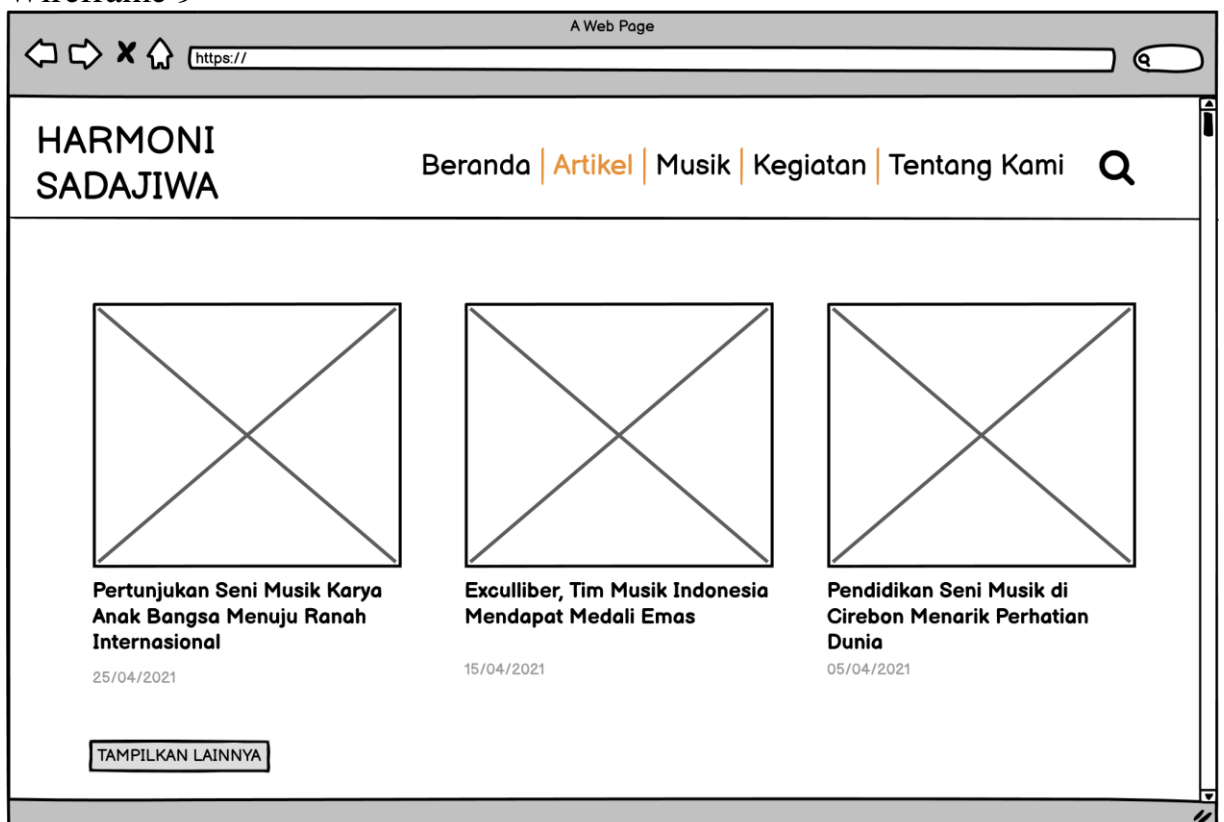 Wireframe 9
A Web Page
https://
HARMONI
SADAJIWA
Beranda | Artikel | Musik | Kegiatan | Tentang Kami
Pertunjukan Seni Musik Karya
Anak Bangsa Menuju Ranah
Internasional
25/04/2021
Exculliber, Tim Musik Indonesia
Mendapat Medali Emas
15/04/2021
Pendidikan Seni Musik di
Cirebon Menarik Perhatian
Dunia
05/04/2021
TAMPILKAN LAINNYA